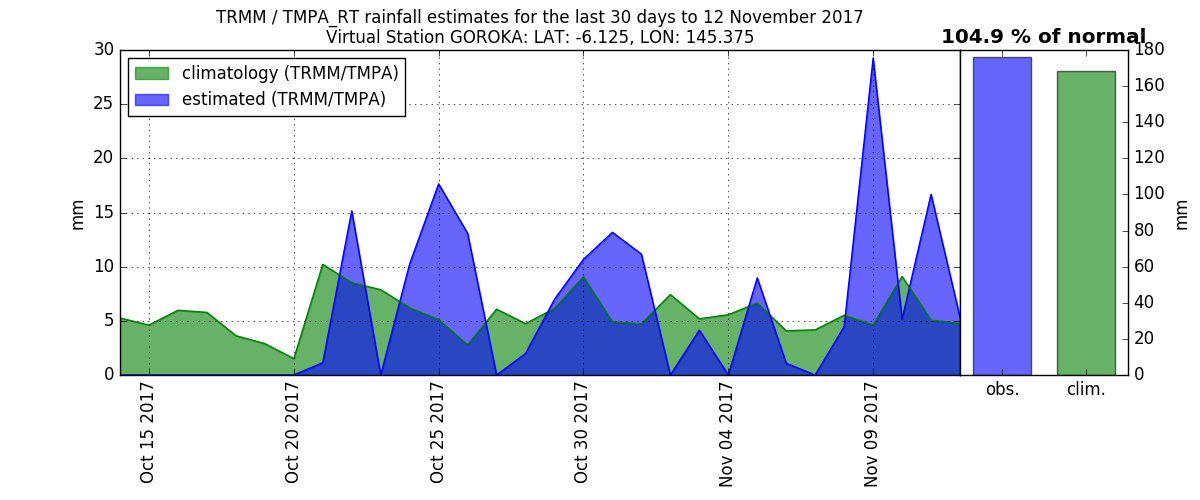 TRMM / TMPA_RT rainfall estimates for the last 30 days to 12 November 2017
Virtual Station GOROKA: LAT: -6.125, LON: 145.375
104.9 % of normal
climatology (TRMM/TMPA)
estimated (TRMM/TMPA)
mm
30
25
20
15
10
5
0
Oct 15 2017
Oct 20 2017
Oct 25 2017
Oct 30 2017
Nov 04 2017
Nov 09 2017
obs.
clim.
180
160
140
120
100
80
60
40
20
0
mm